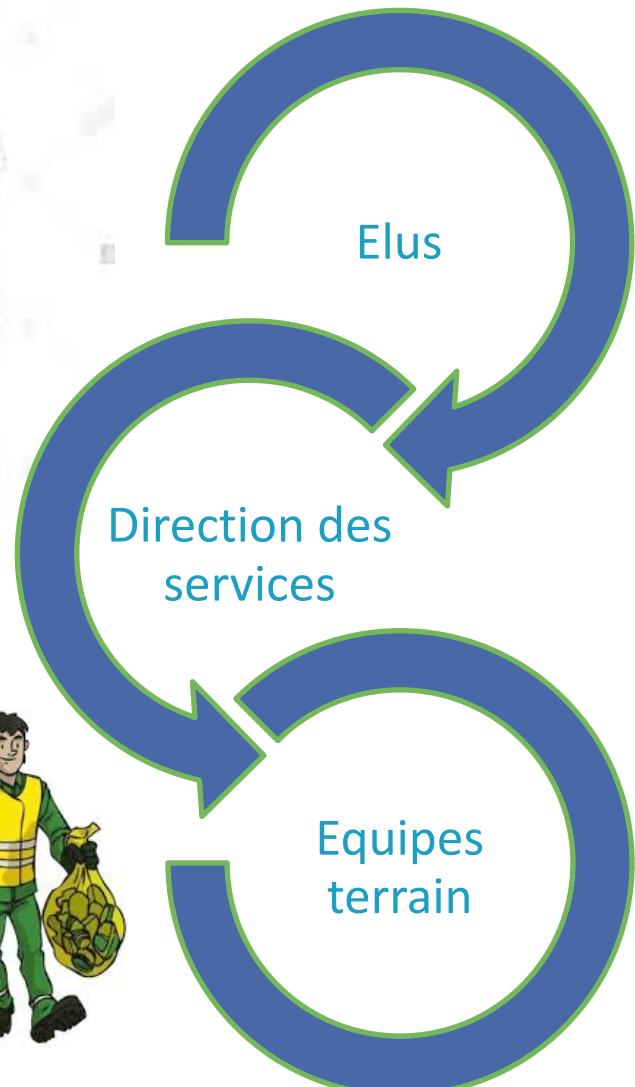 Elus
Direction des
services
Equipes
terrain